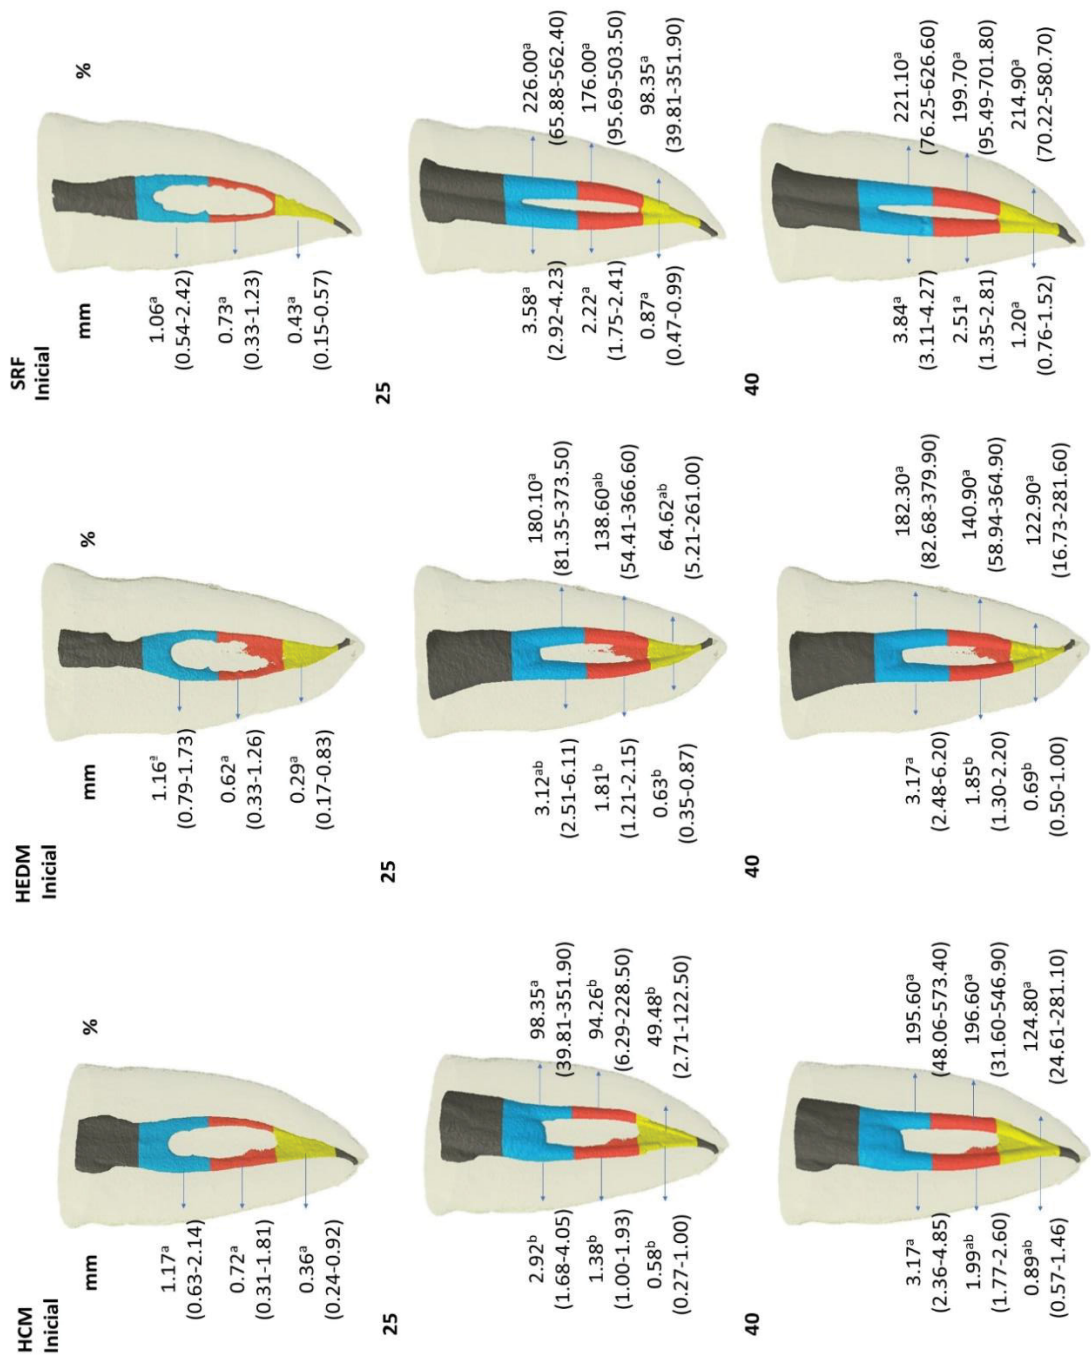 HCM
Inicial
mm
%
1.17ᵃ
(0.63-2.14)
0.72ᵃ
(0.31-1.81)
0.36ᵃ
(0.24-0.92)
25
2.92ᵇ
(1.68-4.05)
1.38ᵇ
(1.00-1.93)
0.58ᵇ
(0.27-1.00)
98.35ᵃ
(39.81-351.90)
94.26ᵇ
(6.29-228.50)
49.48ᵇ
(2.71-122.50)
40
3.17ᵃ
(2.36-4.85)
1.99ᵃᵇ
(1.77-2.60)
0.89ᵃᵇ
(0.57-1.46)
195.60ᵃ
(48.06-573.40)
196.60ᵃ
(31.60-546.90)
124.80ᵃ
(24.61-281.10)
HEDM
Inicial
mm
%
1.16ᵃ
(0.79-1.73)
0.62ᵃ
(0.33-1.26)
0.29ᵃ
(0.17-0.83)
25
3.12ᵃᵇ
(2.51-6.11)
1.81ᵇ
(1.21-2.15)
0.63ᵇ
(0.35-0.87)
180.10ᵃ
(81.35-373.50)
138.60ᵃᵇ
(54.41-366.60)
64.62ᵃᵇ
(5.21-261.00)
40
3.17ᵃ
(2.48-6.20)
1.85ᵇ
(1.30-2.20)
0.69ᵇ
(0.50-1.00)
182.30ᵃ
(82.68-379.90)
140.90ᵃ
(58.94-364.90)
122.90ᵃ
(16.73-281.60)
SRF
Inicial
mm
%
1.06ᵃ
(0.54-2.42)
0.73ᵃ
(0.33-1.23)
0.43ᵃ
(0.15-0.57)
25
3.58ᵃ
(2.92-4.23)
2.22ᵃ
(1.75-2.41)
0.87ᵃ
(0.47-0.99)
226.00ᵃ
(65.88-562.40)
176.00ᵃ
(95.69-503.50)
98.35ᵃ
(39.81-351.90)
40
3.84ᵃ
(3.11-4.27)
2.51ᵃ
(1.35-2.81)
1.20ᵃ
(0.76-1.52)
221.10ᵃ
(76.25-626.60)
199.70ᵃ
(95.49-701.80)
214.90ᵃ
(70.22-580.70)